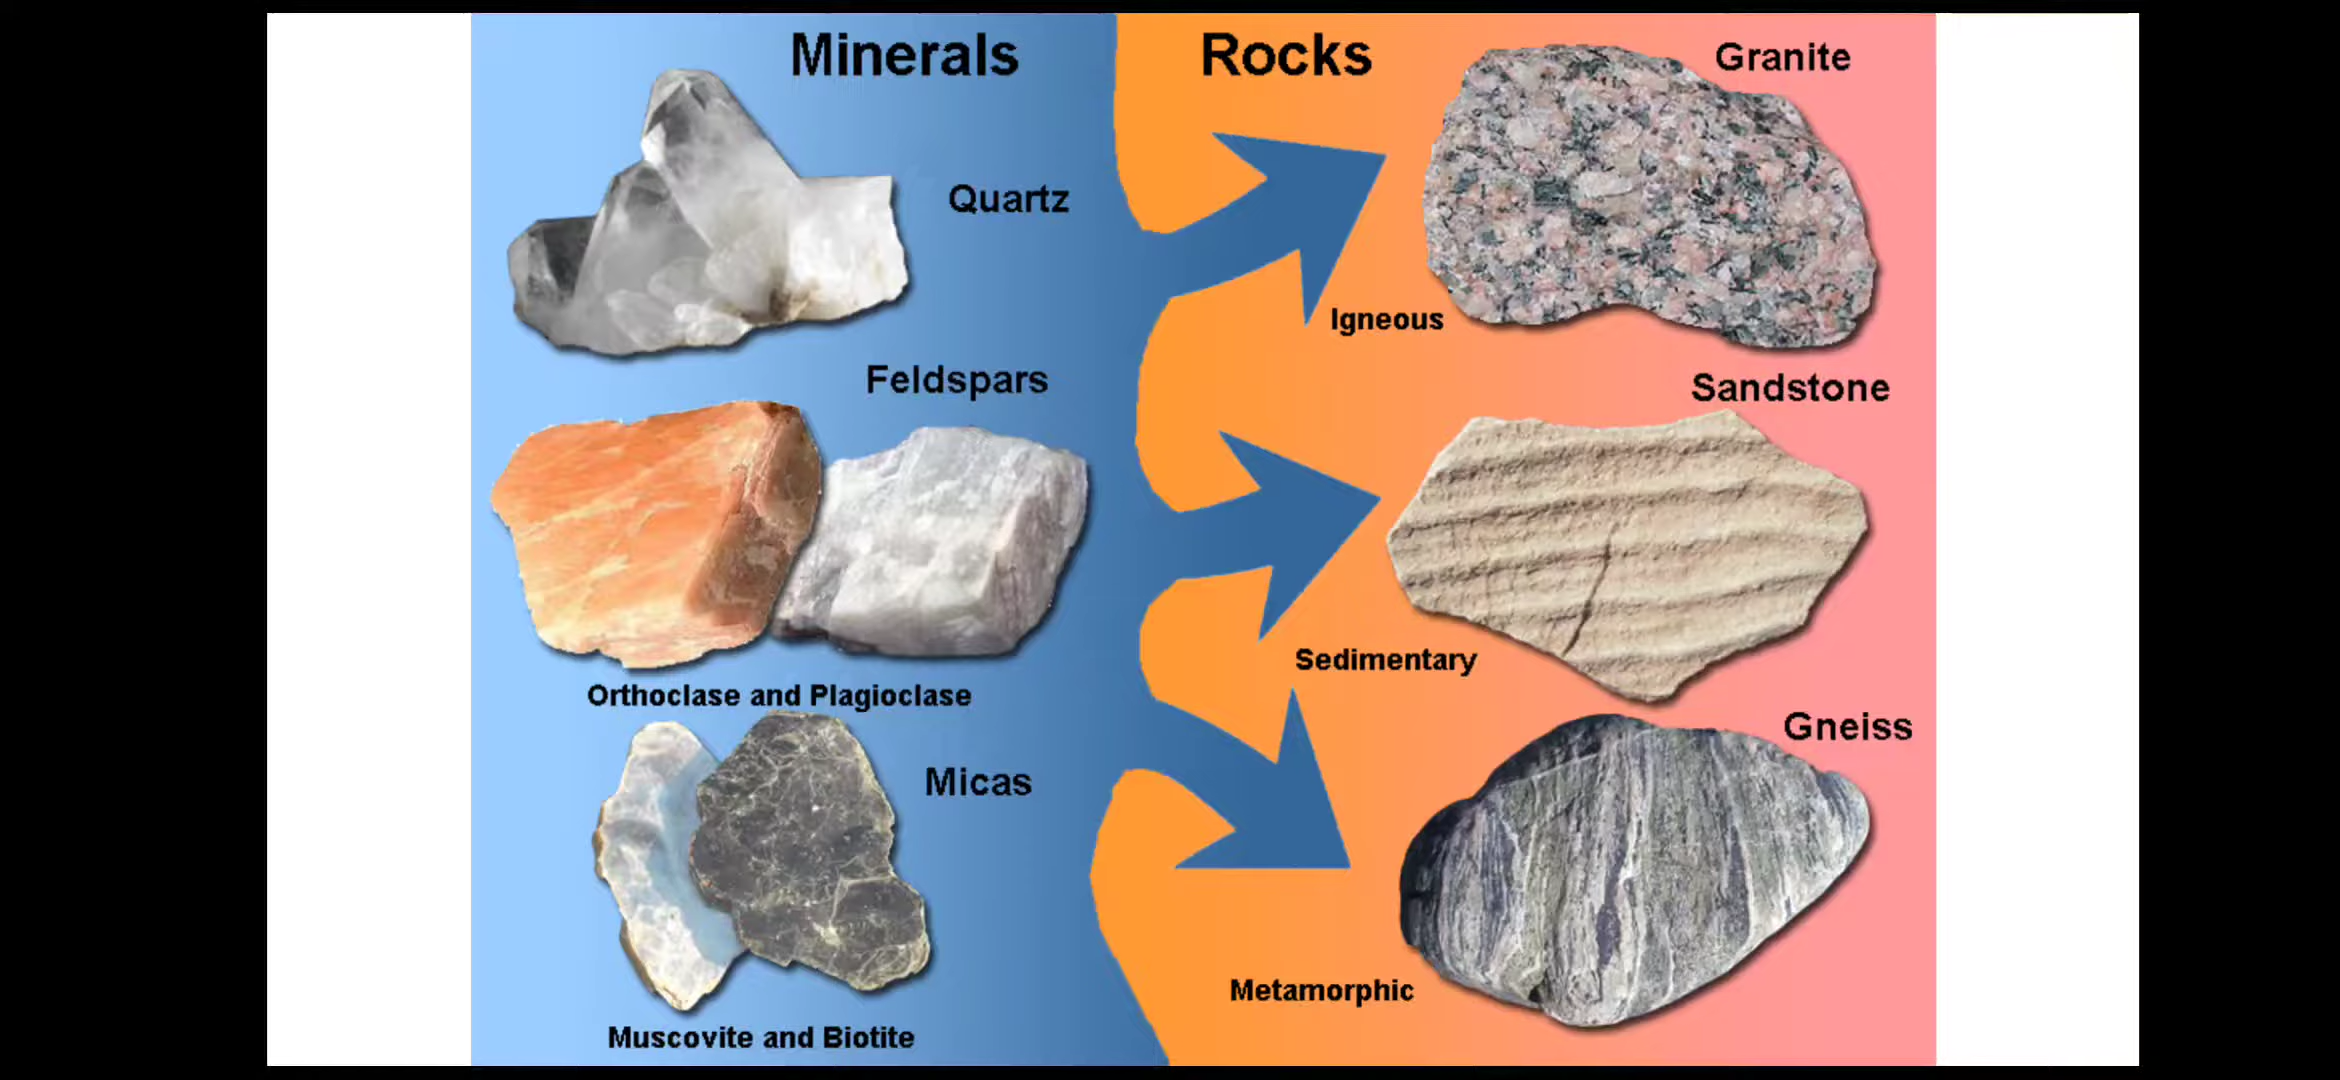 Minerals
Rocks
Granite
Quartz
Igneous
Feldspars
Sandstone
Sedimentary
Orthoclase and Plagioclase
Gneiss
Micas
Metamorphic
Muscovite and Biotite